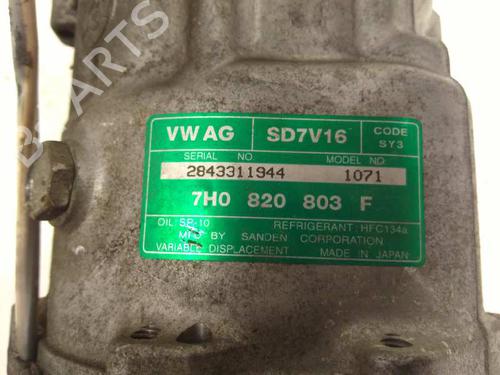 B-PARTS
VW AG SD7V16 CODE
SY3
SERIAL NO. MODEL NO
2843311944 1071
7H0 820 803 F
OIL: SP-10 REFRIGERANT: HFC134a
MFG BY SANDEN CORPORATION
VARIABLE DISPLACEMENT MADE IN JAPAN